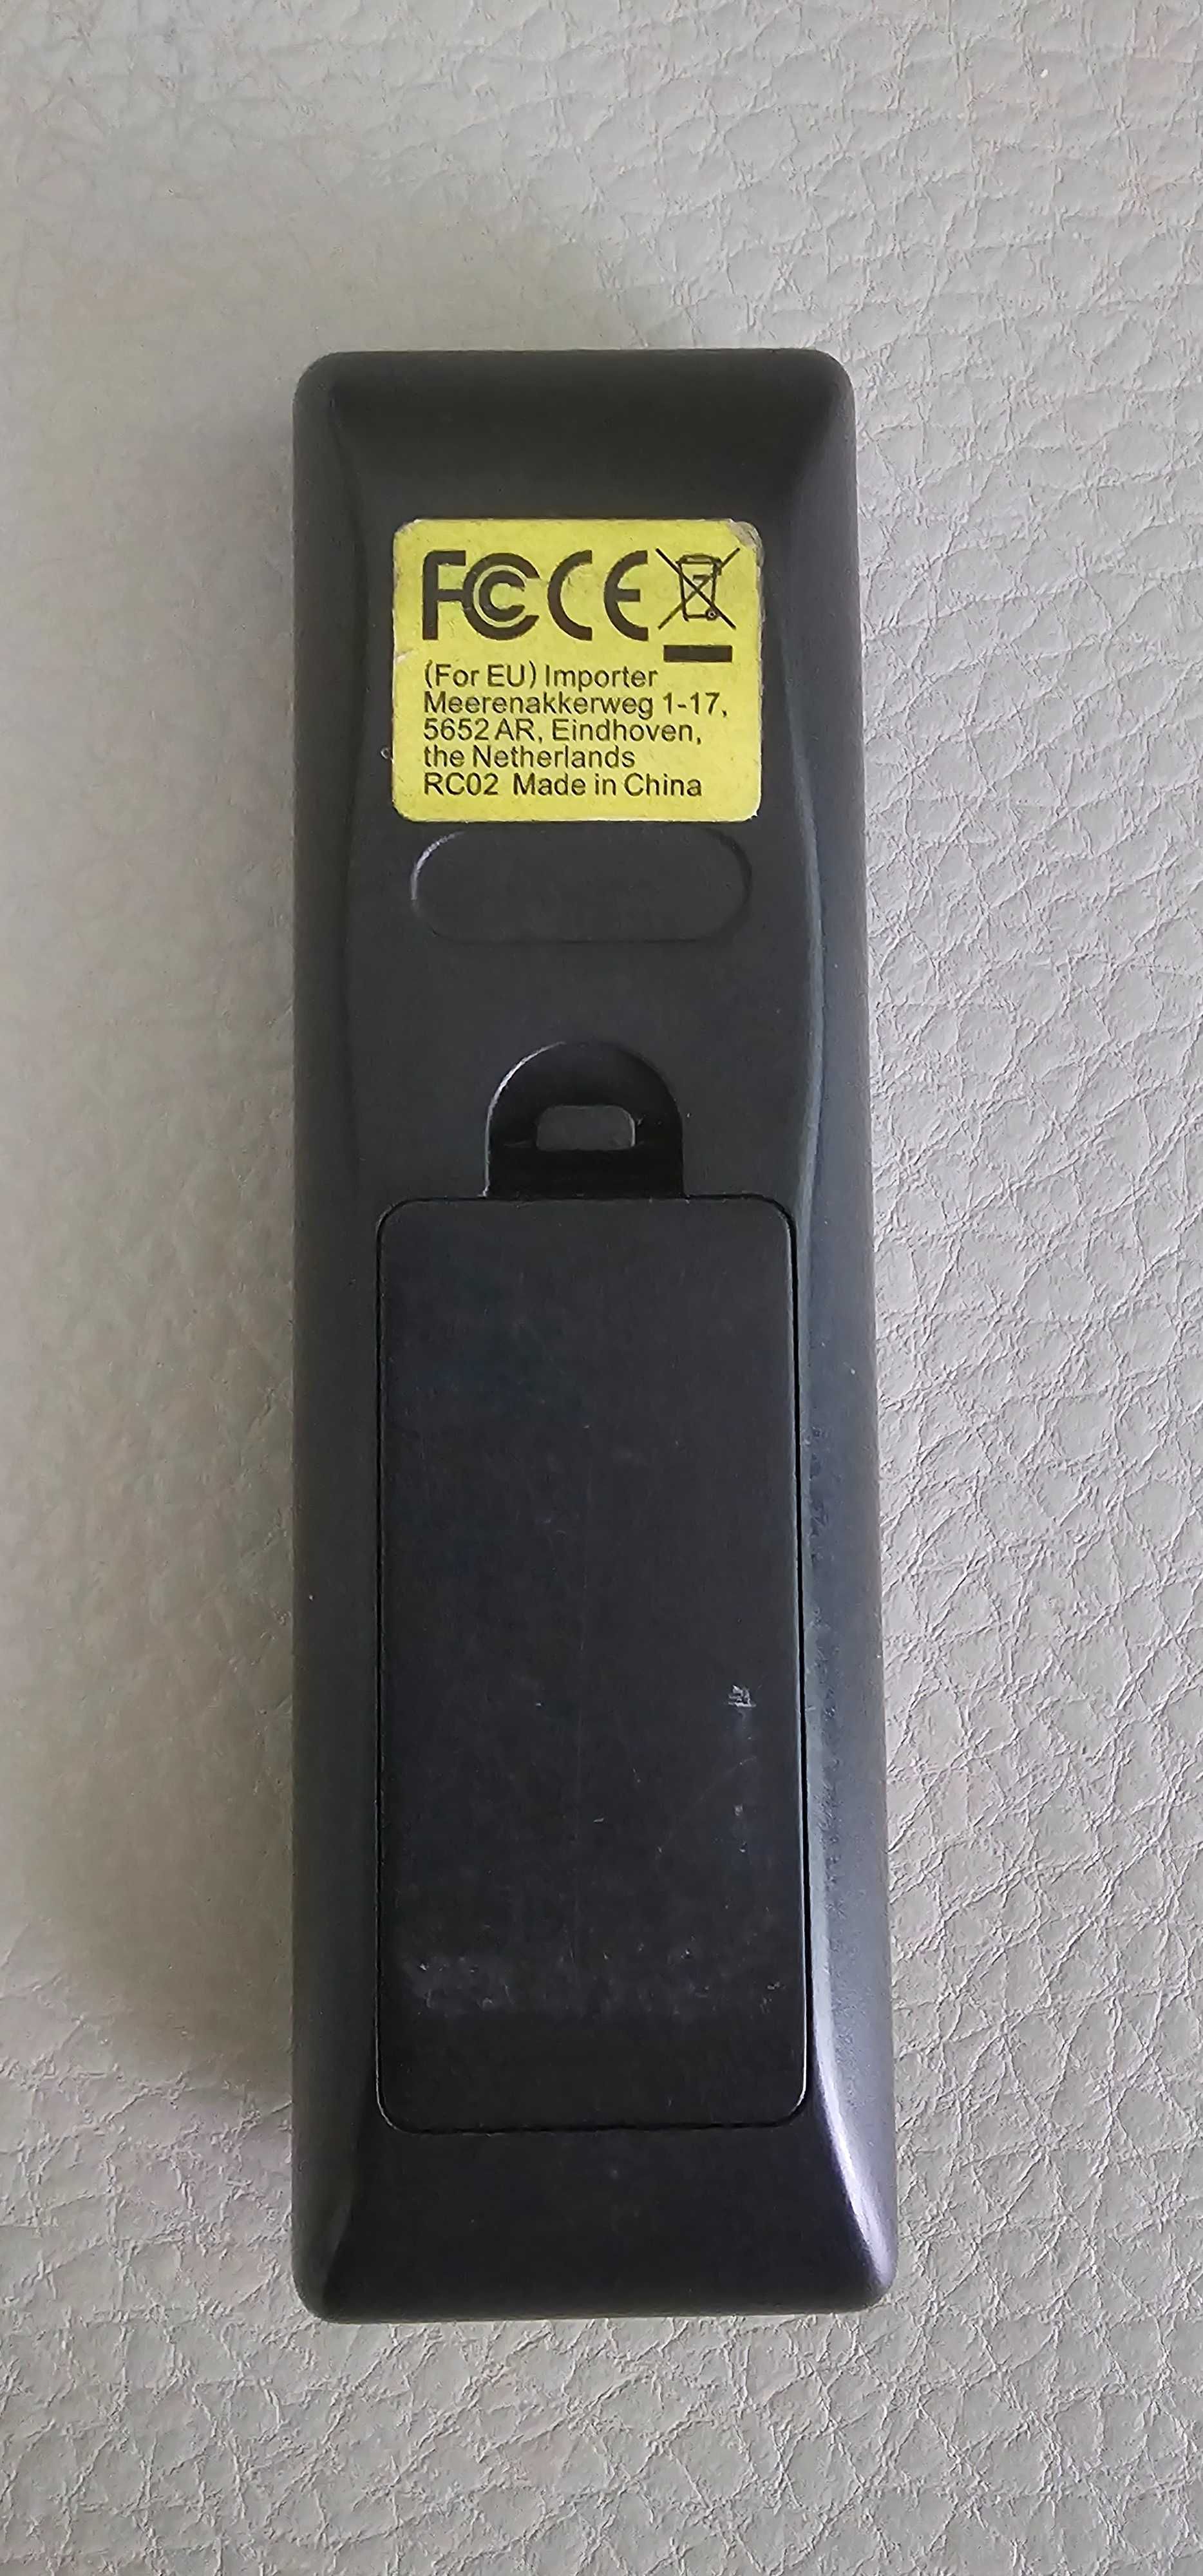 FC CE
(For EU) Importer
Meerenakkerweg 1-17,
5652 AR, Eindhoven,
the Netherlands
RC02 Made in China